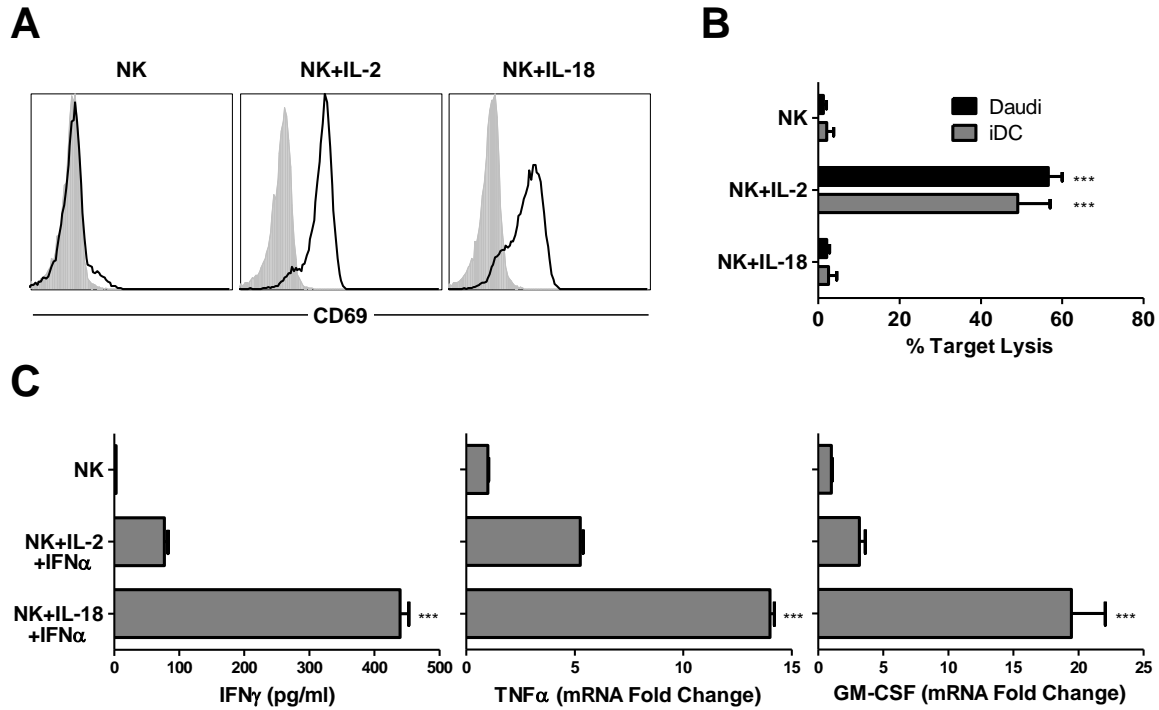 A
NK
NK+IL-2
NK+IL-18
CD69
B
NK
NK+IL-2
NK+IL-18
Daudi
iDC
***
***
0 20 40 60 80
% Target Lysis
C
NK
NK+IL-2
+IFNα
NK+IL-18
+IFNα
***
0 100 200 300 400 500
IFNγ (pg/ml)
***
0 5 10 15
TNFα (mRNA Fold Change)
***
0 5 10 15 20 25
GM-CSF (mRNA Fold Change)